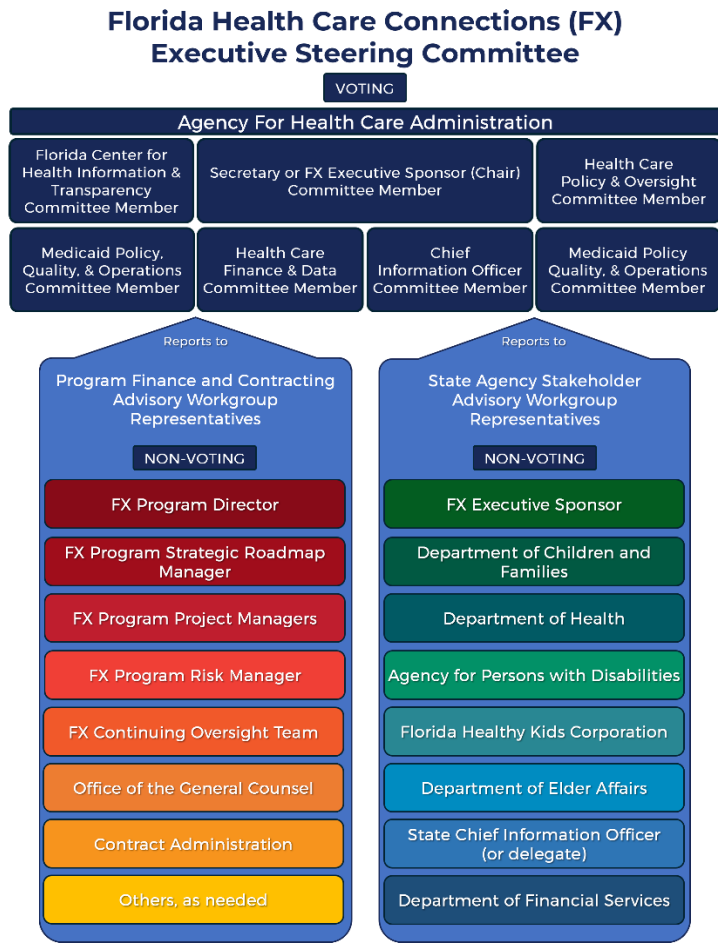 Florida Health Care Connections (FX)
Executive Steering Committee
VOTING
Agency For Health Care Administration
Florida Center for
Health Information &
Transparency
Committee Member
Secretary or FX Executive Sponsor (Chair)
Committee Member
Health Care
Policy & Oversight
Committee Member
Medicaid Policy,
Quality, & Operations
Committee Member
Health Care
Finance & Data
Committee Member
Chief
Information Officer
Committee Member
Medicaid Policy
Quality, & Operations
Committee Member
Reports to
Program Finance and Contracting
Advisory Workgroup
Representatives
NON-VOTING
FX Program Director
FX Program Strategic Roadmap
Manager
FX Program Project Managers
FX Program Risk Manager
FX Continuing Oversight Team
Office of the General Counsel
Contract Administration
Others, as needed
Reports to
State Agency Stakeholder
Advisory Workgroup
Representatives
NON-VOTING
FX Executive Sponsor
Department of Children and
Families
Department of Health
Agency for Persons with Disabilities
Florida Healthy Kids Corporation
Department of Elder Affairs
State Chief Information Officer
(or delegate)
Department of Financial Services